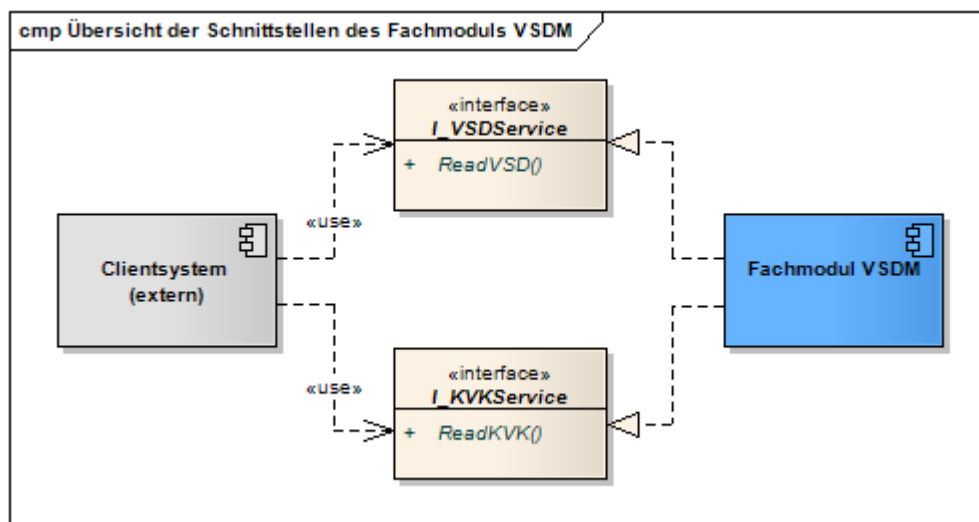 cmp Übersicht der Schnittstellen des Fachmoduls VSDM
«interface»
I_VSDService
+ ReadVSD()
«use»
Clientsystem
(extern)
Fachmodul VSDM
«use»
«interface»
I_KVKService
+ ReadKVK()